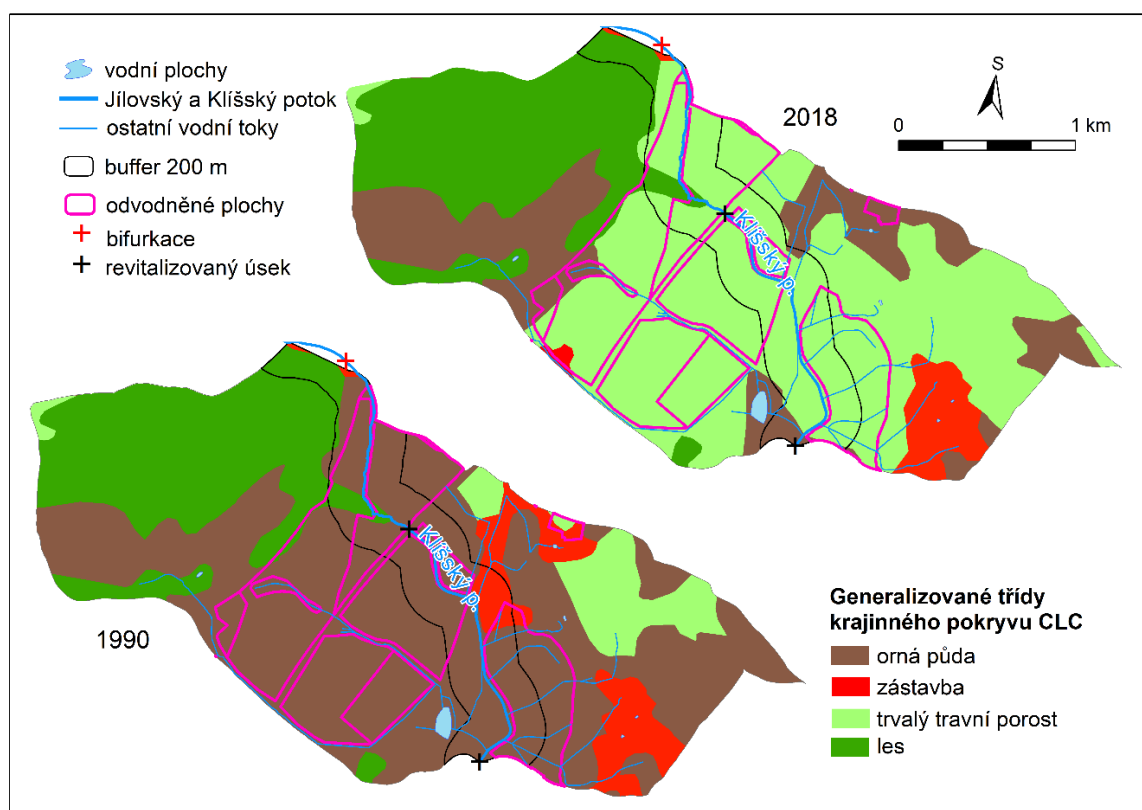 vodní plochy
Jílovský a Klíšský potok
ostatní vodní toky
buffer 200 m
odvodněné plochy
bifurkace
revitalizovaný úsek
2018
S
0 1 km
Klíšský p.
1990
Klíšský p.
Generalizované třídy
krajinného pokryvu CLC
orná půda
zástavba
trvalý travní porost
les